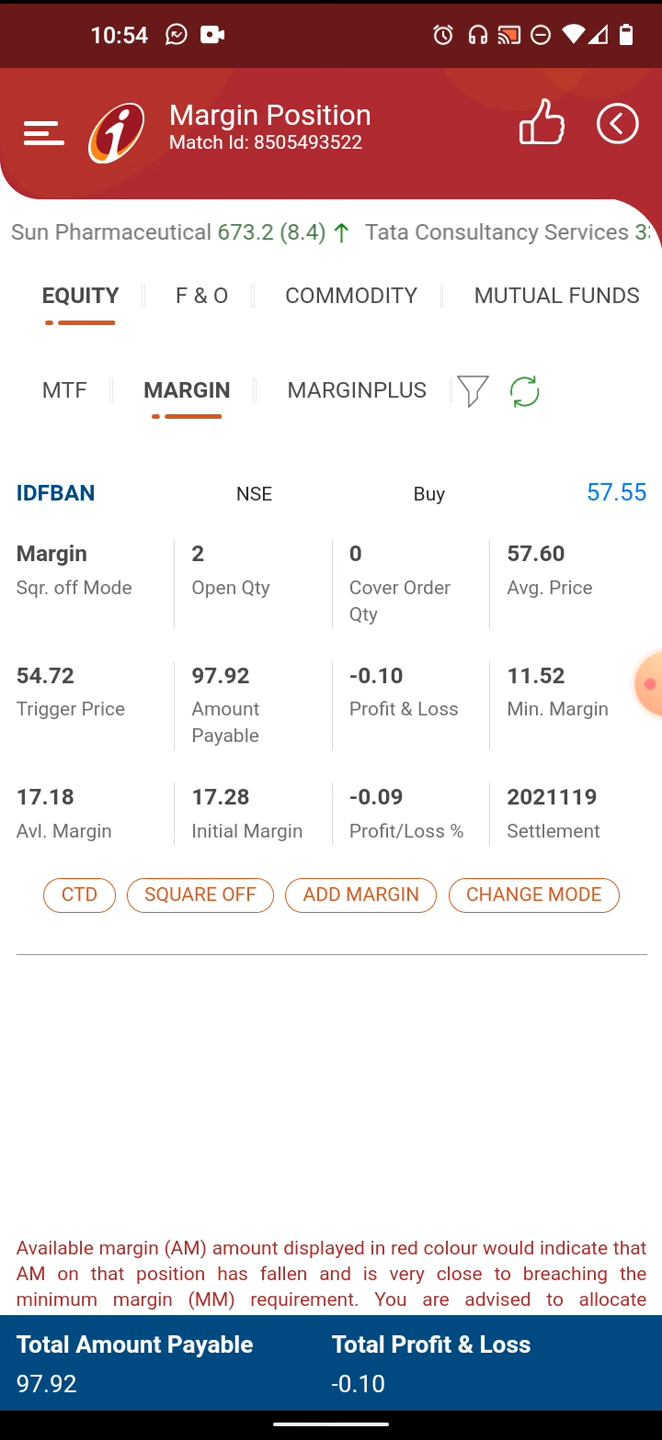 10:54
Margin Position
Match Id: 8505493522
Sun Pharmaceutical 673.2 (8.4) ↑ Tata Consultancy Services
EQUITY F & O COMMODITY MUTUAL FUNDS
MTF MARGIN MARGINPLUS
IDFBAN NSE Buy 57.55
Margin 2 0 57.60
Sqr. off Mode Open Qty Cover Order Avg. Price
Qty
54.72 97.92 -0.10 11.52
Trigger Price Amount Profit & Loss Min. Margin
Payable
17.18 17.28 -0.09 2021119
Avl. Margin Initial Margin Profit/Loss % Settlement
CTD SQUARE OFF ADD MARGIN CHANGE MODE
Available margin (AM) amount displayed in red colour would indicate that
AM on that position has fallen and is very close to breaching the
minimum margin (MM) requirement. You are advised to allocate
Total Amount Payable Total Profit & Loss
97.92 -0.10